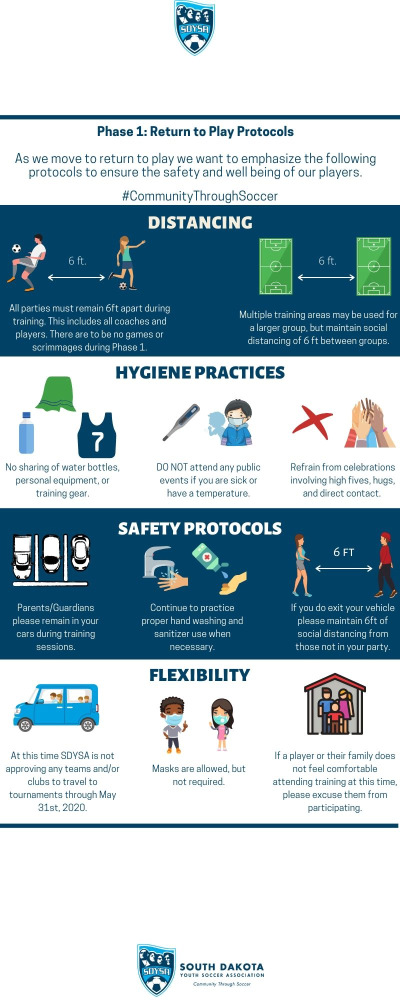 SDYSA
Phase 1: Return to Play Protocols
As we move to return to play we want to emphasize the following
protocols to ensure the safety and well being of our players.
#CommunityThroughSoccer
DISTANCING
6 ft.
6 ft.
All parties must remain 6ft apart during
training. This includes all coaches and
players. There are to be no games or
scrimmages during Phase 1.
Multiple training areas may be used for
a larger group, but maintain social
distancing of 6 ft between groups.
HYGIENE PRACTICES
7
No sharing of water bottles,
personal equipment, or
training gear.
DO NOT attend any public
events if you are sick or
have a temperature.
Refrain from celebrations
involving high fives, hugs,
and direct contact.
SAFETY PROTOCOLS
6 FT
Parents/Guardians
please remain in your
cars during training
sessions.
Continue to practice
proper hand washing and
sanitizer use when
necessary.
If you do exit your vehicle
please maintain 6ft of
social distancing from
those not in your party.
FLEXIBILITY
At this time SDYSA is not
approving any teams and/or
clubs to travel to
tournaments through May
31st, 2020.
Masks are allowed, but
not required.
If a player or their family does
not feel comfortable
attending training at this time,
please excuse them from
participating.
SDYSA
SOUTH DAKOTA
YOUTH SOCCER ASSOCIATION
Community Through Soccer